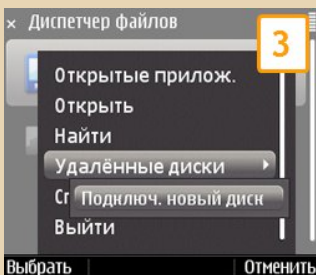 × Диспетчер файлов
3
Открытые прилож.
Открыть
Найти
Удалённые диски
Подключ. новый диск
Выйти
Выбрать Отменить